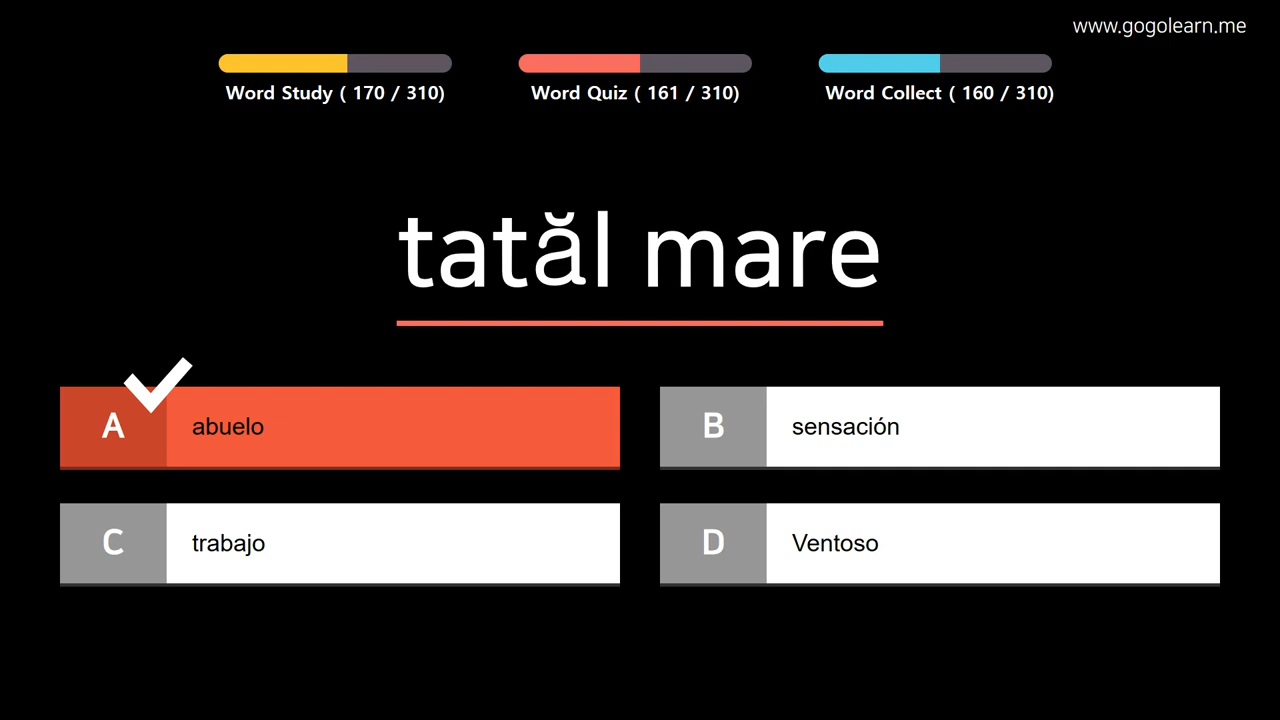 www.gogolearn.me
Word Study ( 170 / 310)
Word Quiz ( 161 / 310)
Word Collect ( 160 / 310)
tatăl mare
A abuelo
B sensación
C trabajo
D Ventoso